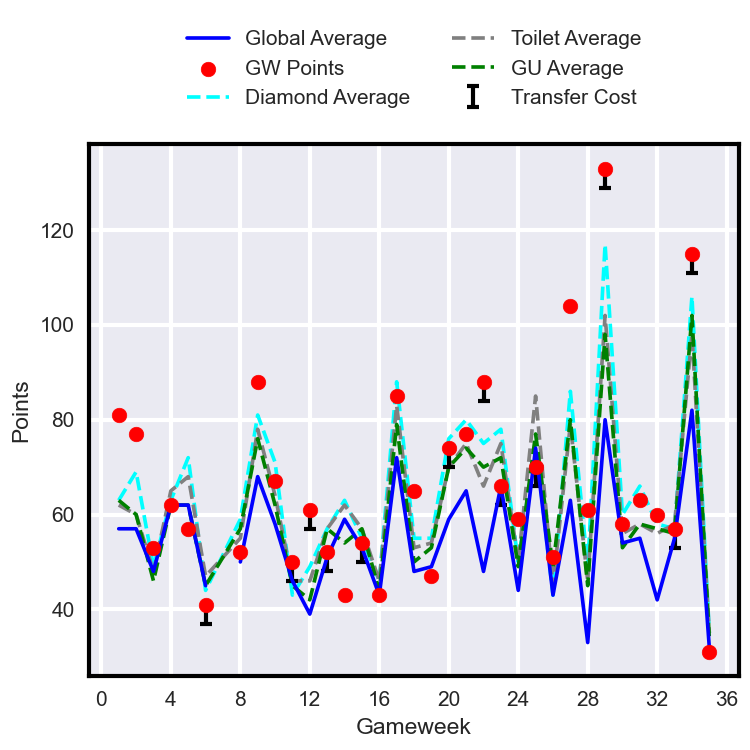 Global Average
GW Points
Diamond Average
Toilet Average
GU Average
Transfer Cost
120
100
80
60
40
Points
0 4 8 12 16 20 24 28 32 36
Gameweek